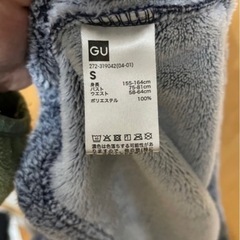 GU
272-319042(04-01)
S
身長 155-164cm
バスト 75-81cm
ウエスト 58-64cm
ポリエステル 100%